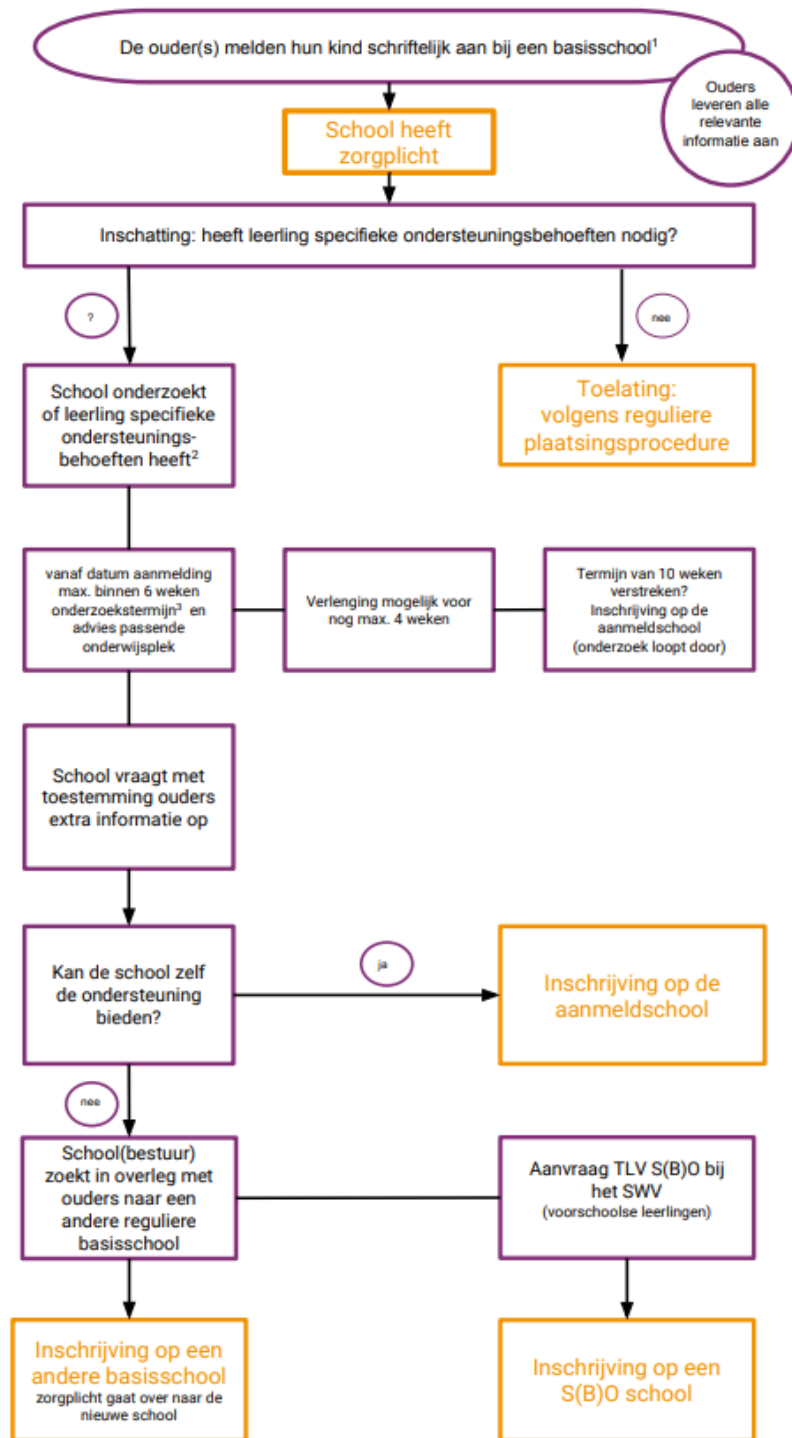 De ouder(s) melden hun kind schriftelijk aan bij een basisschool¹
Ouders
leveren alle
relevante
informatie aan
School heeft
zorgplicht
Inschatting: heeft leerling specifieke ondersteuningsbehoeften nodig?
?
nee
School onderzoekt
of leerling specifieke
ondersteunings-
behoeften heeft²
Toelating:
volgens reguliere
plaatsingsprocedure
vanaf datum aanmelding
max. binnen 6 weken
onderzoekstermijn³ en
advies passende
onderwijsplek
Verlenging mogelijk voor
nog max. 4 weken
Termijn van 10 weken
verstreken?
Inschrijving op de
aanmeldschool
(onderzoek loopt door)
School vraagt met
toestemming ouders
extra informatie op
Kan de school zelf
de ondersteuning
bieden?
ja
Inschrijving op de
aanmeldschool
nee
School(bestuur)
zoekt in overleg met
ouders naar een
andere reguliere
basisschool
Aanvraag TLV S(B)O bij
het SWV
(voorschoolse leerlingen)
Inschrijving op een
andere basisschool
zorgplicht gaat over naar de
nieuwe school
Inschrijving op een
S(B)O school